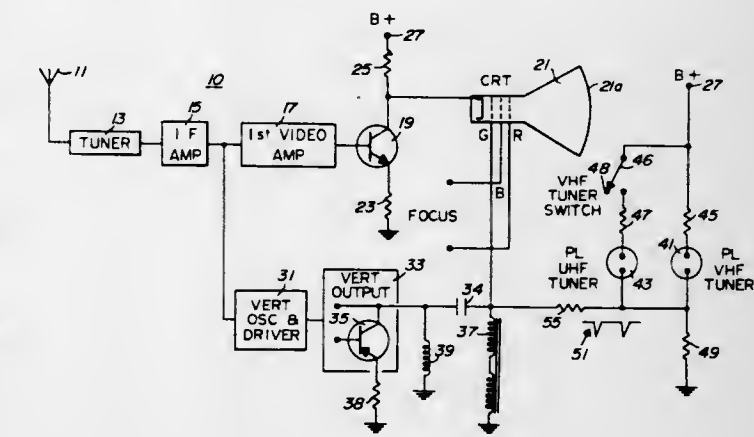 B+
27
11
10
25
CRT
21
21a
13
15
17
TUNER
I F
AMP
1st VIDEO
AMP
19
G
R
B
B+
27
48
46
VHF
TUNER
SWITCH
23
FOCUS
47
45
31
33
VERT
OUTPUT
34
PL
UHF
TUNER
43
41
PL
VHF
TUNER
VERT
OSC &
DRIVER
35
37
39
55
51
49
38